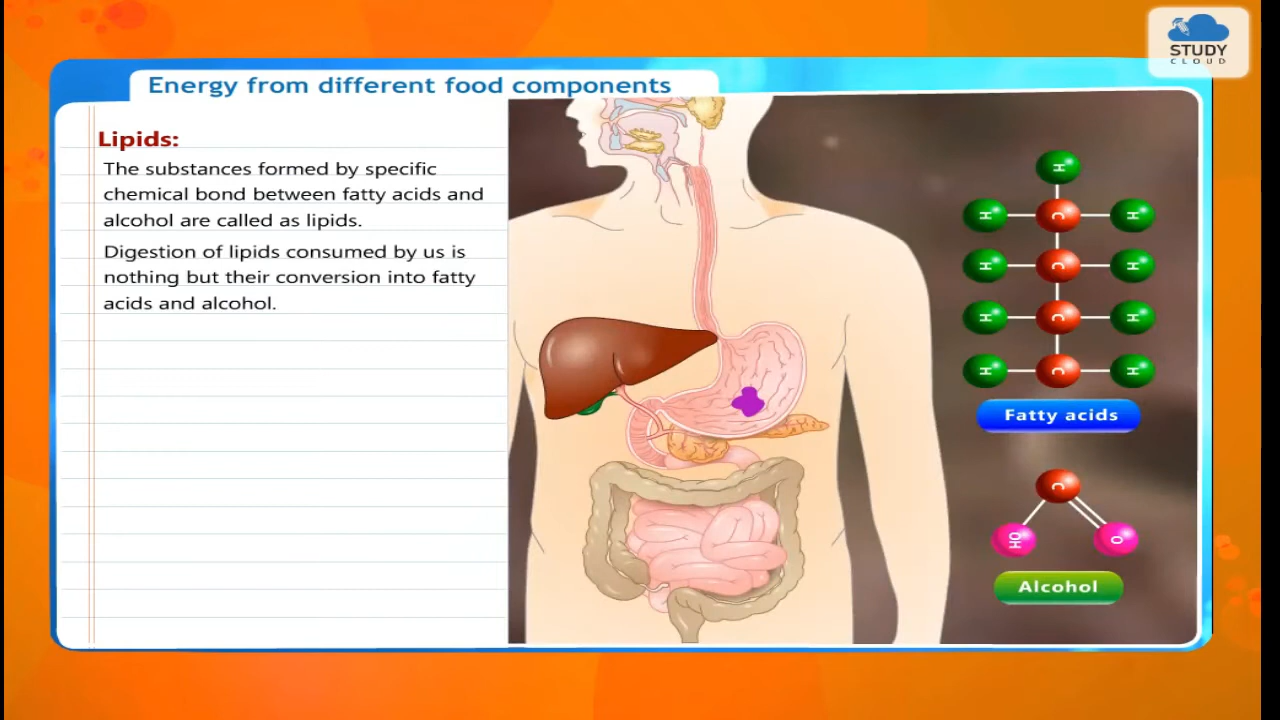 STUDY
CLOUD
Energy from different food components
Lipids:
The substances formed by specific
chemical bond between fatty acids and
alcohol are called as lipids.
Digestion of lipids consumed by us is
nothing but their conversion into fatty
acids and alcohol.
H
H C H
H C H
H C H
H C H
Fatty acids
C
OH O
Alcohol